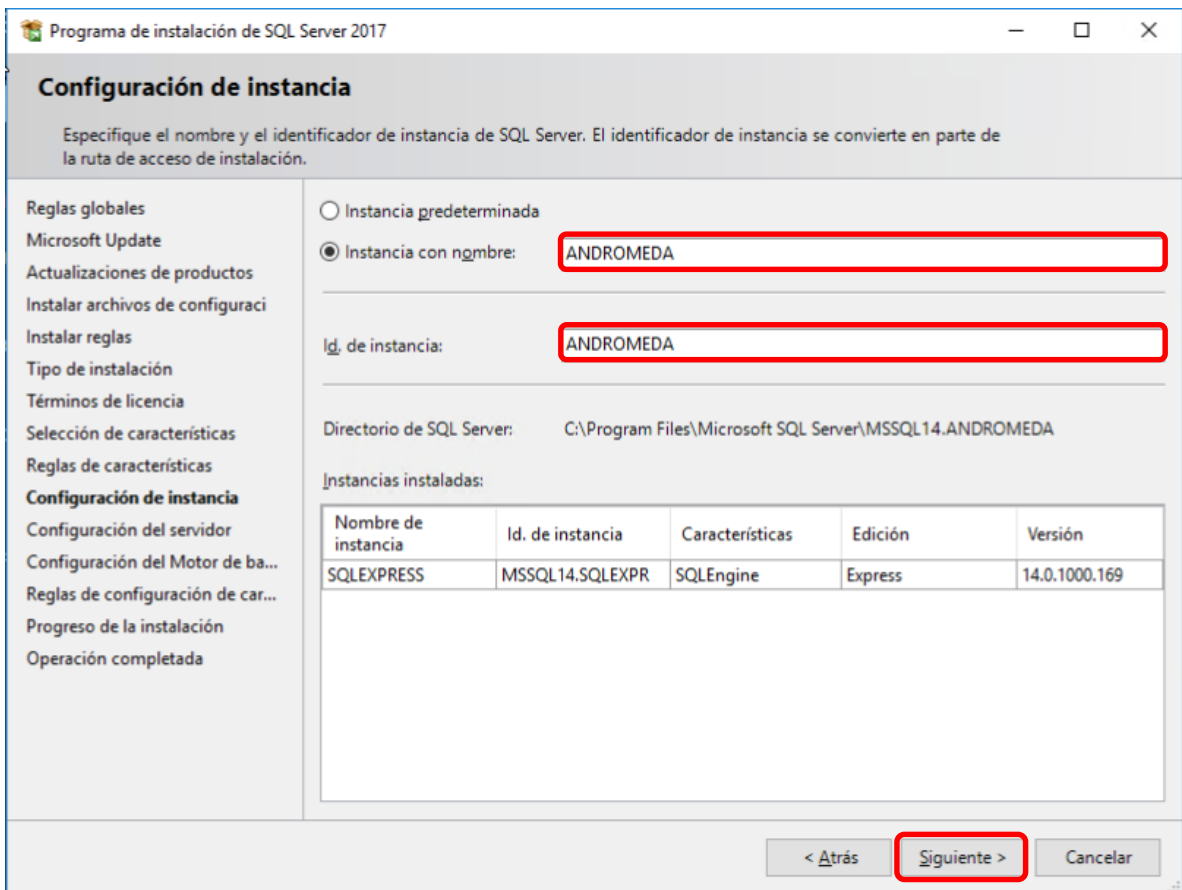 Programa de instalación de SQL Server 2017
Configuración de instancia
Especifique el nombre y el identificador de instancia de SQL Server. El identificador de instancia se convierte en parte de
la ruta de acceso de instalación.
Reglas globales
Microsoft Update
Actualizaciones de productos
Instalar archivos de configuraci
Instalar reglas
Tipo de instalación
Términos de licencia
Selección de características
Reglas de características
Configuración de instancia
Configuración del servidor
Configuración del Motor de ba...
Reglas de configuración de car...
Progreso de la instalación
Operación completada
Instancia predeterminada
Instancia con nombre: ANDROMEDA
Id. de instancia: ANDROMEDA
Directorio de SQL Server: C:\Program Files\Microsoft SQL Server\MSSQL14.ANDROMEDA
Instancias instaladas:
Nombre de
instancia
Id. de instancia Características Edición Versión
SQLEXPRESS MSSQL14.SQLEXPR SQLEngine Express 14.0.1000.169
< Atrás Siguiente > Cancelar